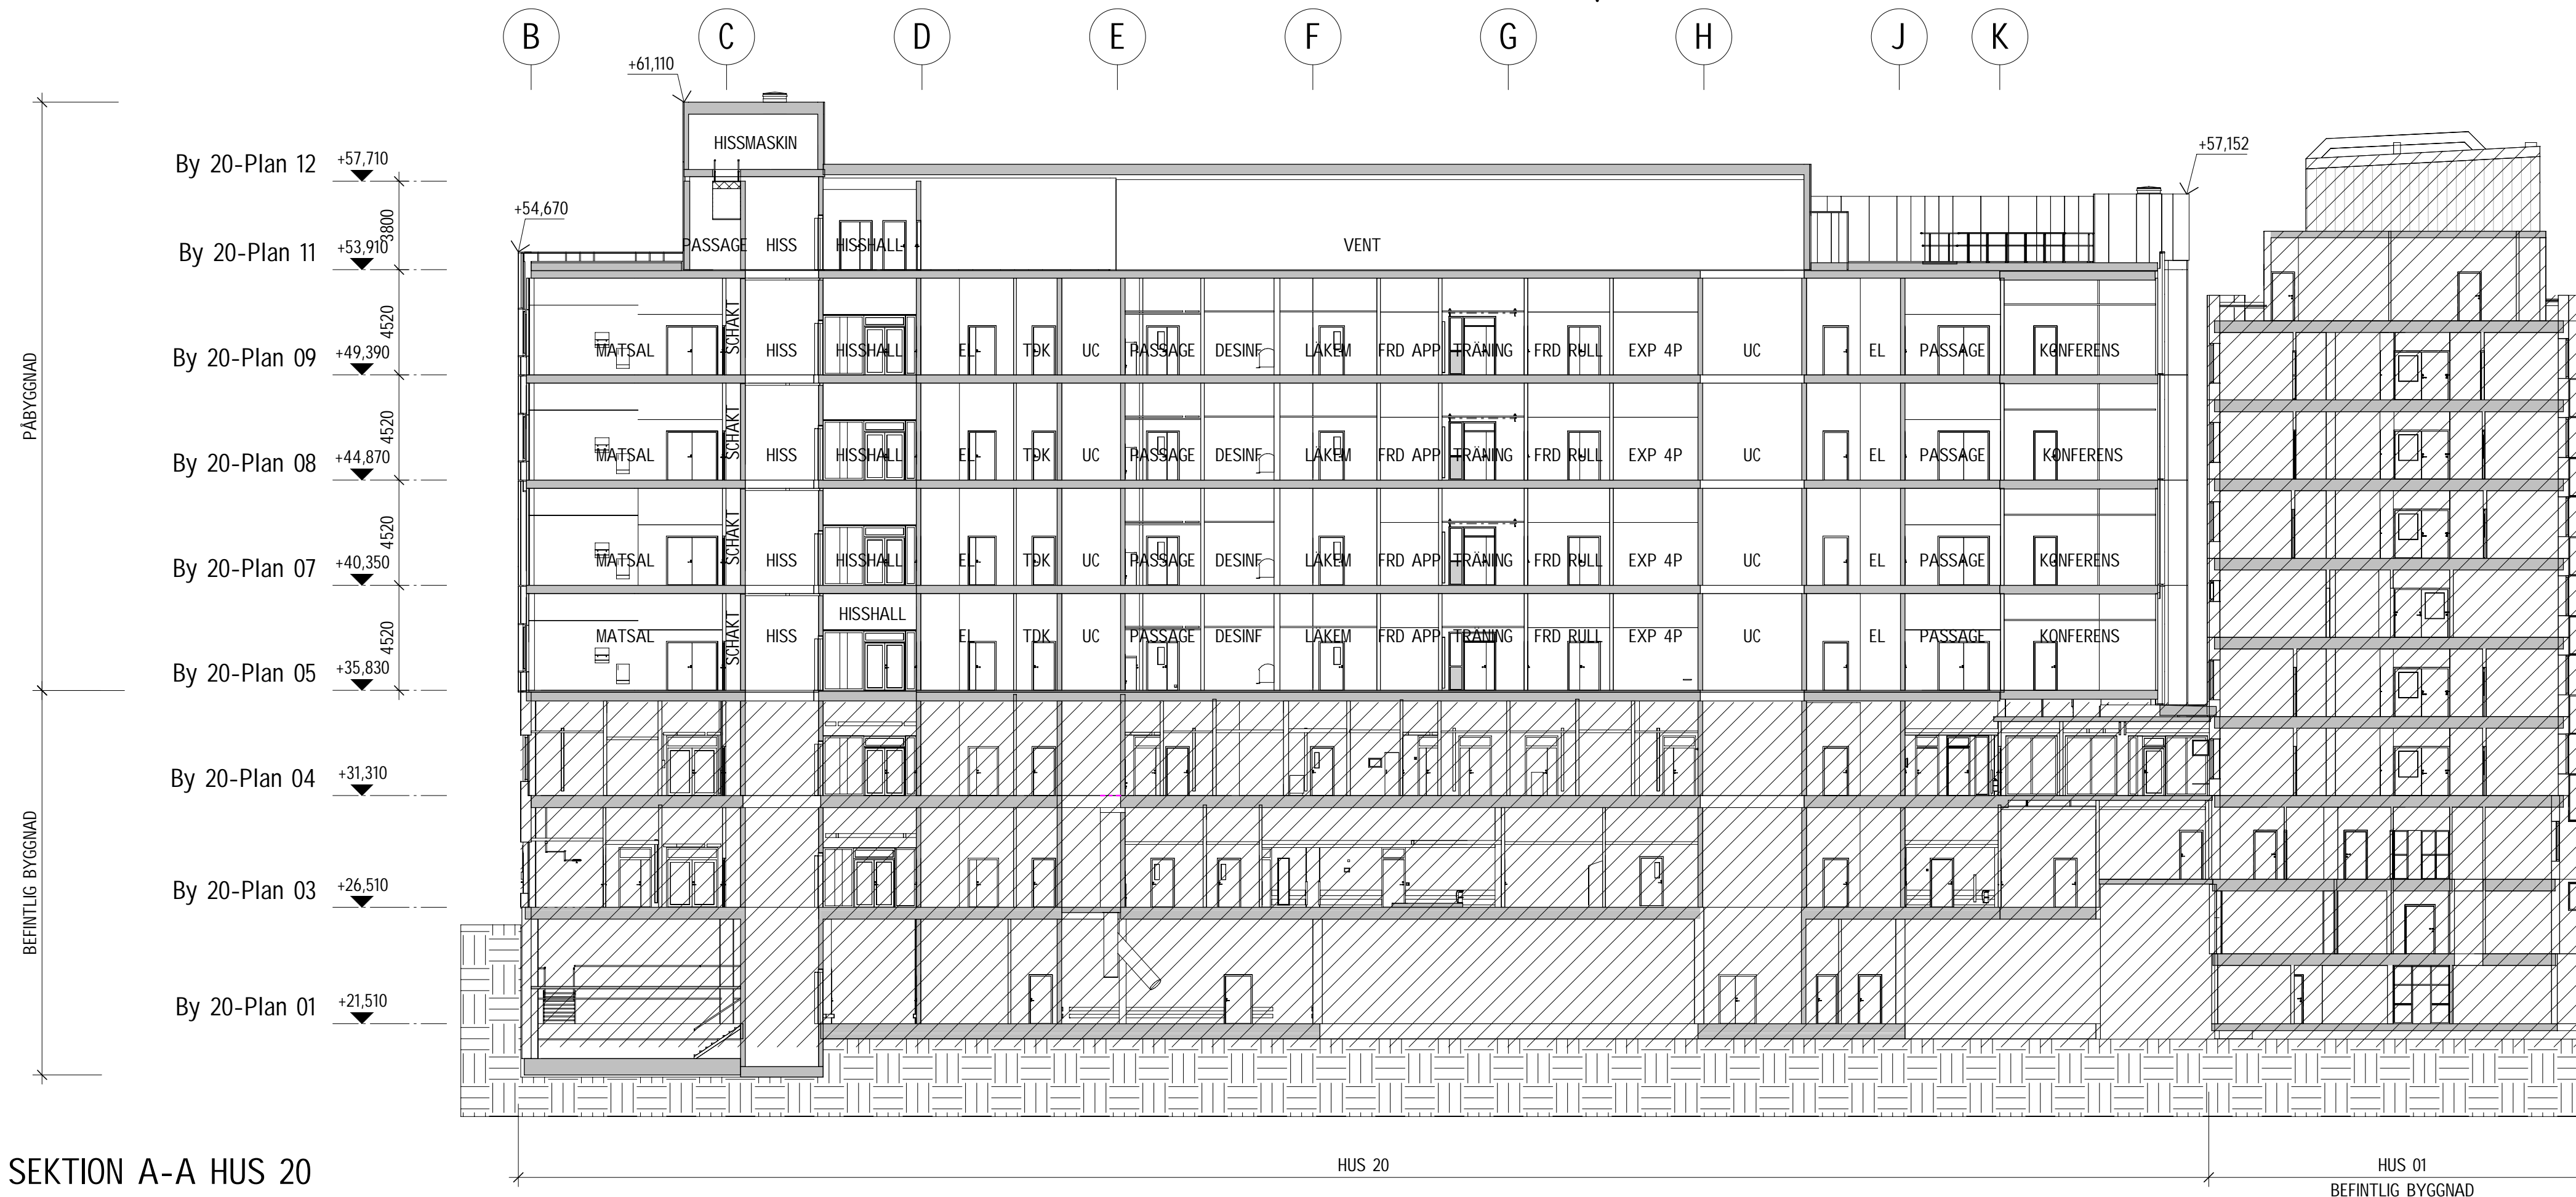 B C D E F G H J K
+61,110
HISSMASKIN
By 20-Plan 12 +57,710
+57,152
3800
+54,670
By 20-Plan 11 +53,910
PASSAGE HISS HISSHALL VENT
4520
SCHAKT
By 20-Plan 09 +49,390
MATSAL HISS HISSHALL EL TDK UC PASSAGE DESINF LÄKEM FRD APP TRÄNING FRD RULL EXP 4P UC EL PASSAGE KONFERENS
PÅBYGGNAD
4520
SCHAKT
By 20-Plan 08 +44,870
MATSAL HISS HISSHALL EL TDK UC PASSAGE DESINF LÄKEM FRD APP TRÄNING FRD RULL EXP 4P UC EL PASSAGE KONFERENS
4520
SCHAKT
By 20-Plan 07 +40,350
MATSAL HISS HISSHALL EL TDK UC PASSAGE DESINF LÄKEM FRD APP TRÄNING FRD RULL EXP 4P UC EL PASSAGE KONFERENS
HISSHALL
4520
SCHAKT
MATSAL HISS EL TDK UC PASSAGE DESINF LÄKEM FRD APP TRÄNING FRD RULL EXP 4P UC EL PASSAGE KONFERENS
By 20-Plan 05 +35,830
By 20-Plan 04 +31,310
BEFINTLIG BYGGNAD
By 20-Plan 03 +26,510
By 20-Plan 01 +21,510
SEKTION A-A HUS 20
HUS 20
HUS 01
BEFINTLIG BYGGNAD